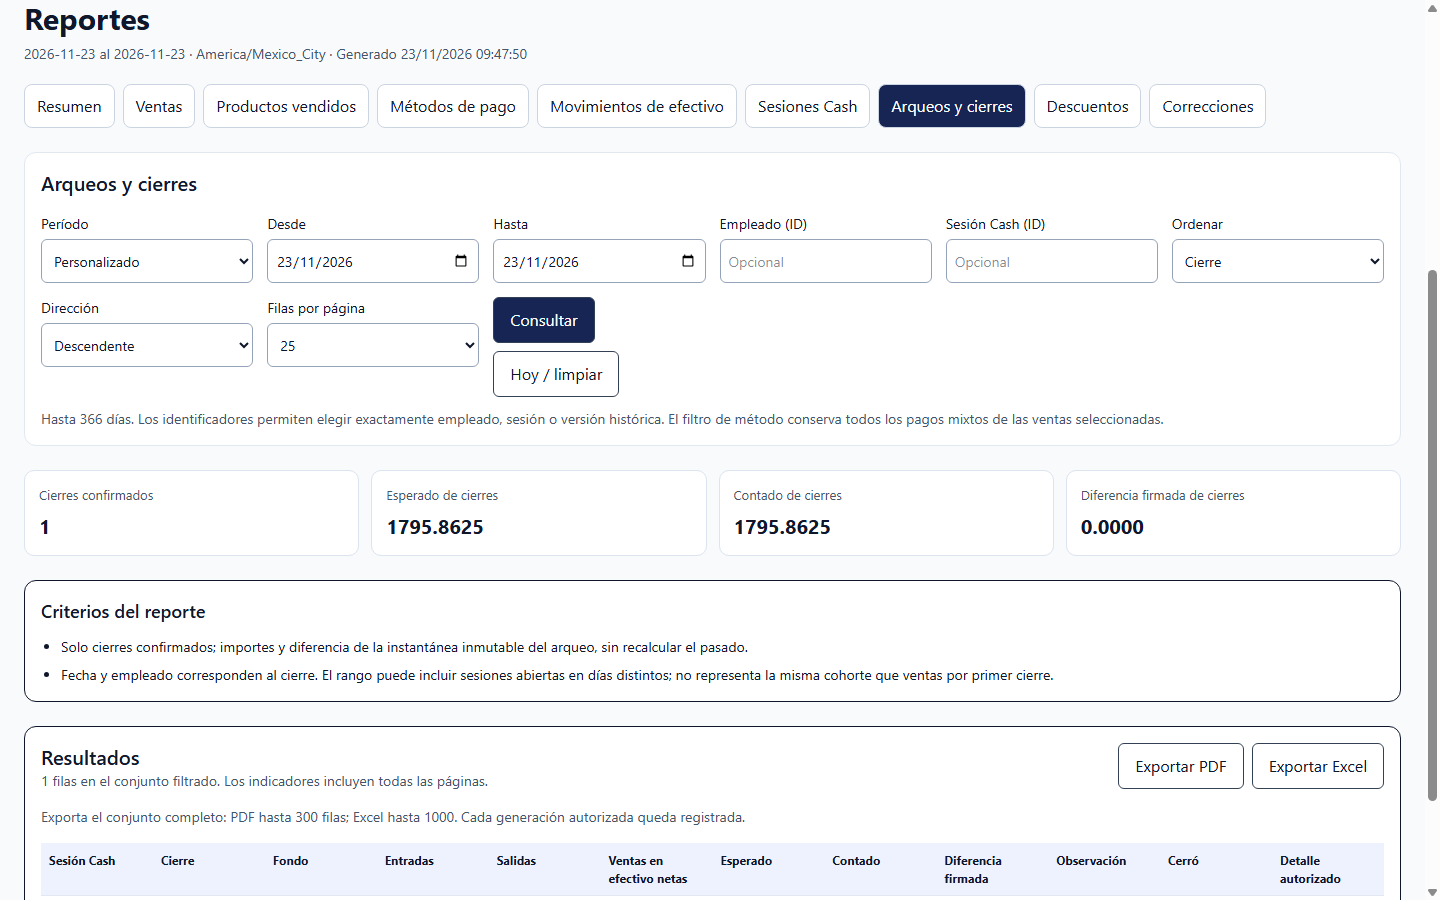 Reportes
2026-11-23 al 2026-11-23 · America/Mexico_City · Generado 23/11/2026 09:47:50
Resumen
Ventas
Productos vendidos
Métodos de pago
Movimientos de efectivo
Sesiones Cash
Arqueos y cierres
Descuentos
Correcciones
Arqueos y cierres
Período
Desde
Hasta
Empleado (ID)
Sesión Cash (ID)
Ordenar
Personalizado
23/11/2026
23/11/2026
Opcional
Opcional
Cierre
Dirección
Filas por página
Descendente
25
Consultar
Hoy / limpiar
Hasta 366 días. Los identificadores permiten elegir exactamente empleado, sesión o versión histórica. El filtro de método conserva todos los pagos mixtos de las ventas seleccionadas.
Cierres confirmados
1
Esperado de cierres
1795.8625
Contado de cierres
1795.8625
Diferencia firmada de cierres
0.0000
Criterios del reporte
Solo cierres confirmados; importes y diferencia de la instantánea inmutable del arqueo, sin recalcular el pasado.
Fecha y empleado corresponden al cierre. El rango puede incluir sesiones abiertas en días distintos; no representa la misma cohorte que ventas por primer cierre.
Resultados
1 filas en el conjunto filtrado. Los indicadores incluyen todas las páginas.
Exportar PDF
Exportar Excel
Exporta el conjunto completo: PDF hasta 300 filas; Excel hasta 1000. Cada generación autorizada queda registrada.
Sesión Cash
Cierre
Fondo
Entradas
Salidas
Ventas en
efectivo netas
Esperado
Contado
Diferencia
firmada
Observación
Cerró
Detalle
autorizado